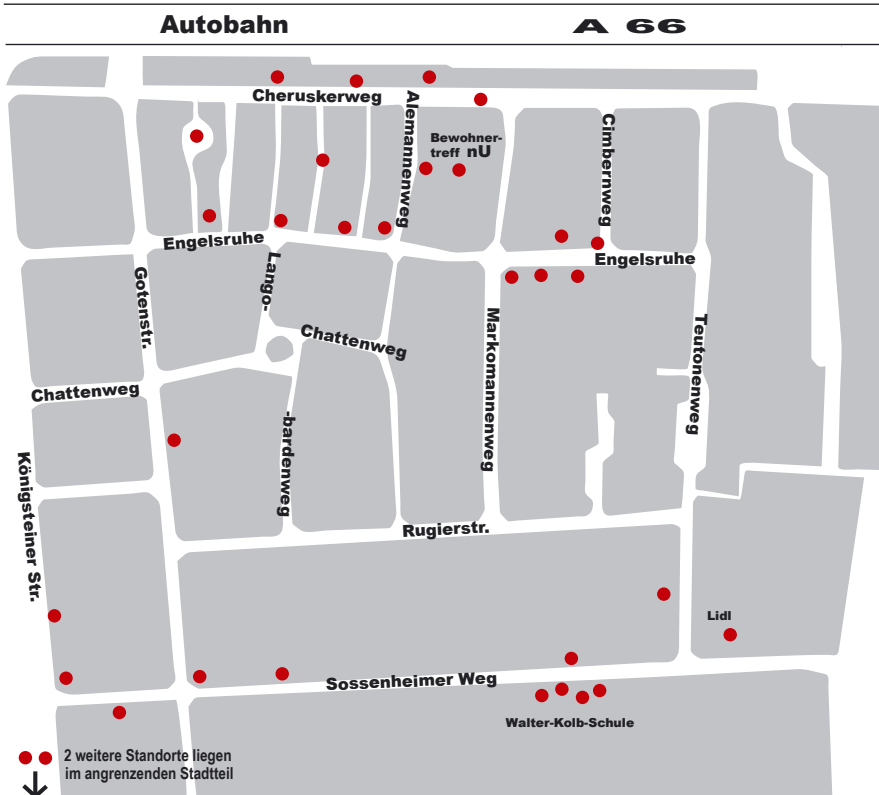 Autobahn A 66
Cheruskerweg
Alemannenweg
Bewohner-
treff nU
Cimbernweg
Engelsruhe
Engelsruhe
Gotenstr.
Lango-
Chattenweg
Markomannenweg
Teutonenweg
Chattenweg
-bardenweg
Königsteiner Str.
Rugierstr.
Lidl
Sossenheimer Weg
Walter-Kolb-Schule
2 weitere Standorte liegen
im angrenzenden Stadtteil